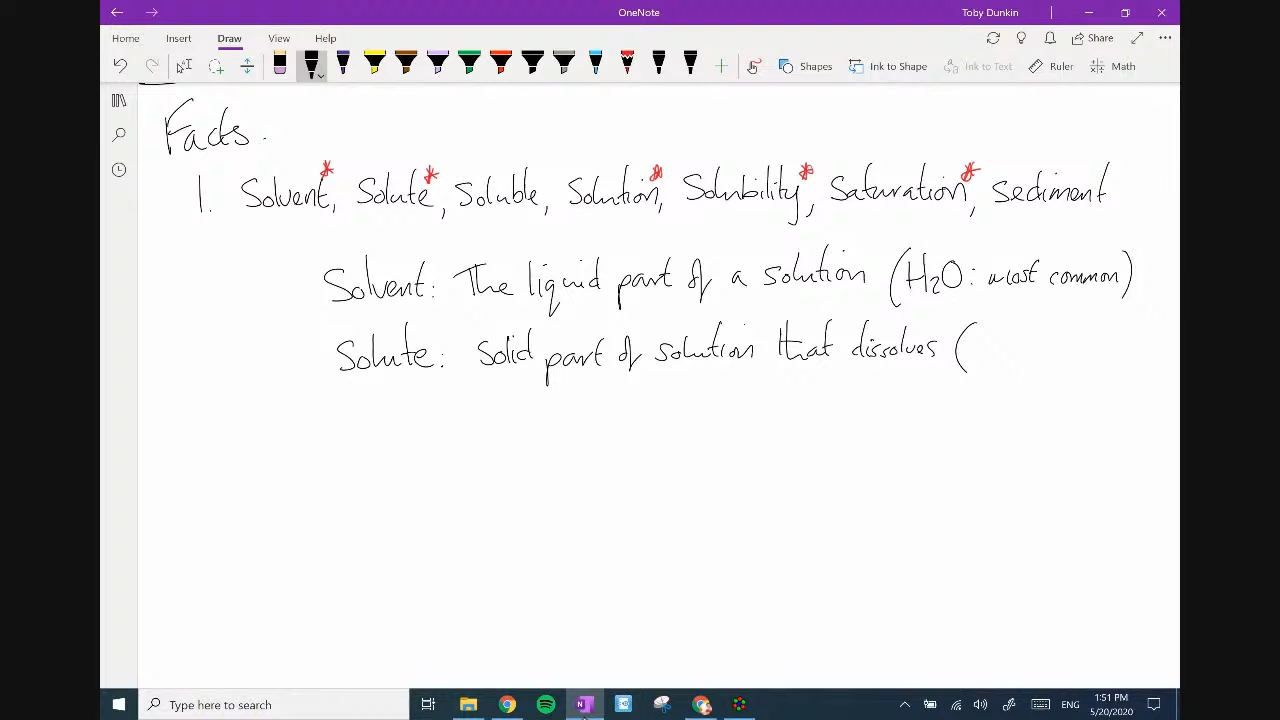 OneNote
Toby Dunkin
Home Insert Draw View Help
Share
Shapes Ink to Shape Ink to Text Ruler Math
Facts.
1. Solvent*, Solute*, Soluble, Solution*, Solubility*, Saturation*, Sediment
Solvent: The liquid part of a solution (H2O: most common)
Solute: Solid part of solution that dissolves (
Type here to search
ENG
1:51 PM
5/20/2020